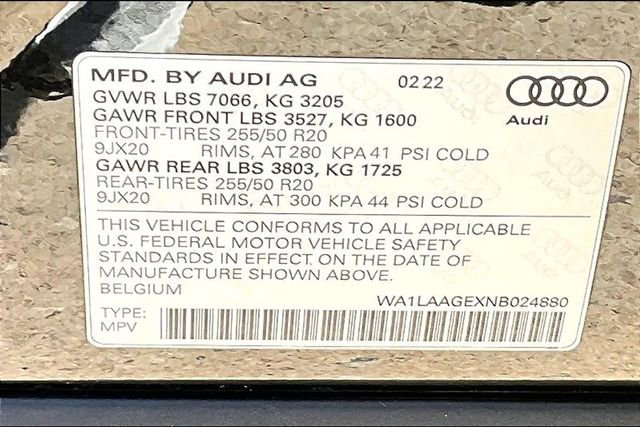 MFD. BY AUDI AG 0222
GVWR LBS 7066, KG 3205
GAWR FRONT LBS 3527, KG 1600
FRONT-TIRES 255/50 R20
9JX20 RIMS, AT 280 KPA 41 PSI COLD
GAWR REAR LBS 3803, KG 1725
REAR-TIRES 255/50 R20
9JX20 RIMS, AT 300 KPA 44 PSI COLD
Audi
THIS VEHICLE CONFORMS TO ALL APPLICABLE
U.S. FEDERAL MOTOR VEHICLE SAFETY
STANDARDS IN EFFECT ON THE DATE OF
MANUFACTURE SHOWN ABOVE.
BELGIUM
WA1LAAGEXNB024880
TYPE:
MPV